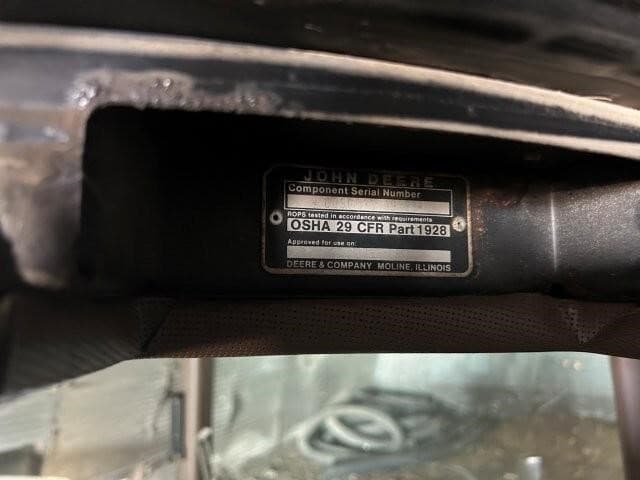 JOHN DEERE
Component Serial Number
ROPS tested in accordance with requirements
OSHA 29 CFR Part 1928
Approved for use on:
DEERE & COMPANY MOLINE, ILLINOIS